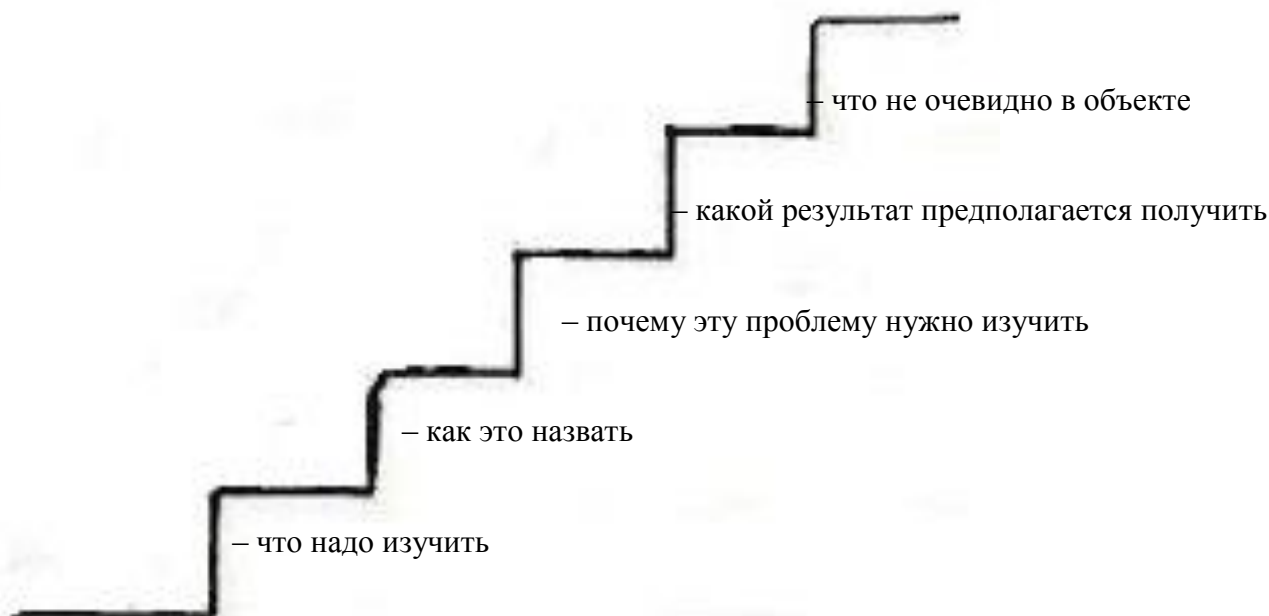 – что не очевидно в объекте
– какой результат предполагается получить
– почему эту проблему нужно изучить
– как это назвать
– что надо изучить